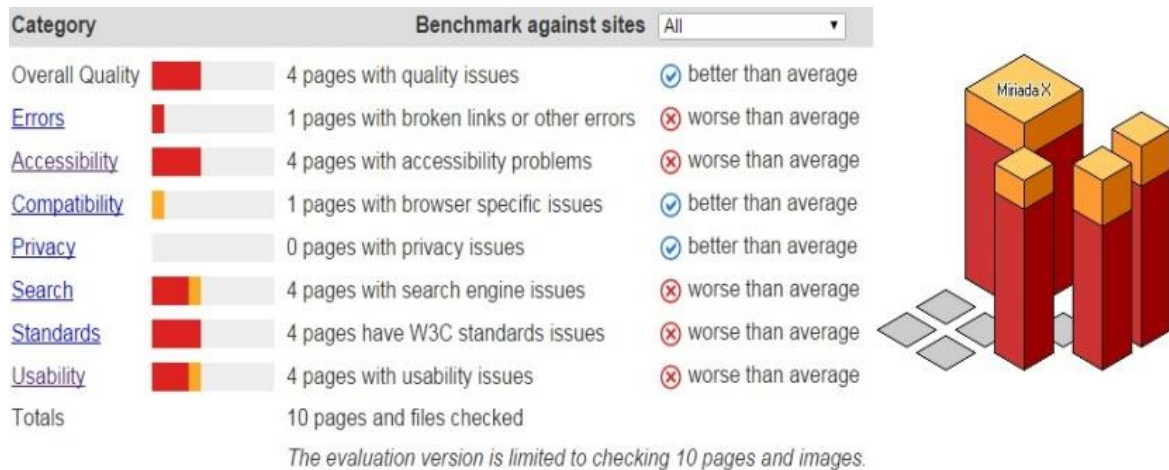 Category Benchmark against sites All
Overall Quality 4 pages with quality issues better than average
Errors 1 pages with broken links or other errors worse than average
Accessibility 4 pages with accessibility problems worse than average
Compatibility 1 pages with browser specific issues better than average
Privacy 0 pages with privacy issues better than average
Search 4 pages with search engine issues worse than average
Standards 4 pages have W3C standards issues worse than average
Usability 4 pages with usability issues worse than average
Totals 10 pages and files checked
The evaluation version is limited to checking 10 pages and images.
Miriada X